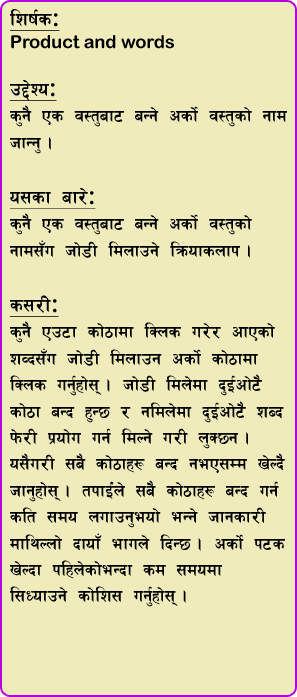 शिर्षक:
Product and words
उद्देश्य:
कुनै एक वस्तुबाट बन्ने अर्को वस्तुको नाम
जान्नु ।
यसका बारे:
कुनै एक वस्तुबाट बन्ने अर्को वस्तुको
नामसँग जोडी मिलाउने क्रियाकलाप ।
कसरी:
कुनै एउटा कोठामा क्लिक गरेर आएको
शब्दसँग जोडी मिलाउन अर्को कोठामा
क्लिक गर्नुहोस् । जोडी मिलेमा दुईओटै
कोठा बन्द हुन्छ र नमिलेमा दुईओटै शब्द
फेरी प्रयोग गर्न मिल्ने गरी लुक्छन ।
यसैगरी सबै कोठाहरू बन्द नभएसम्म खेल्दै
जानुहोस् । तपाईले सबै कोठाहरू बन्द गर्न
कति समय लगाउनुभयो भन्ने जानकारी
माथिल्लो दायाँ भागले दिन्छ । अर्को पटक
खेल्दा पहिलेकोभन्दा कम समयमा
सिध्याउने कोशिस गर्नुहोस् ।